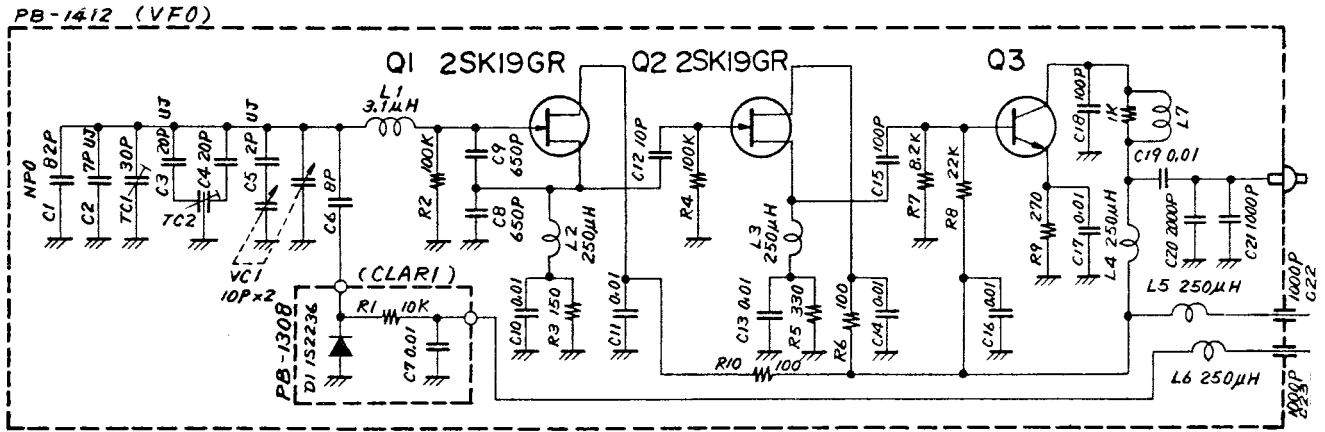 PB-1412 (VFO)
Q1 2SK19GR
Q2 2SK19GR
Q3
L1
3.1μH
NPO
C1 82P
C2 7P UJ
TC1 30P
C3 20P UJ
C4 20P
TC2
C5 2P UJ
VC1
10P×2
C6 8P
R2 100K
C9
650P
C8
650P
L2
250μH
C10 0.01
R3 150
C11 0.01
C12 10P
R4 100K
L3
250μH
C13 0.01
R5 330
R6 100
C14 0.01
R10 100
C15 100P
R7 8.2K
R8 22K
C16 0.01
R9 270
C17 0.01
C18 100P
1K
L7
C19 0.01
L4 250μH
C20 2000P
C21 1000P
L5 250μH
1000P
C22
L6 250μH
1000P
C23
(CLARI)
PB-1308
D1 1S2236
R1 10K
C7 0.01